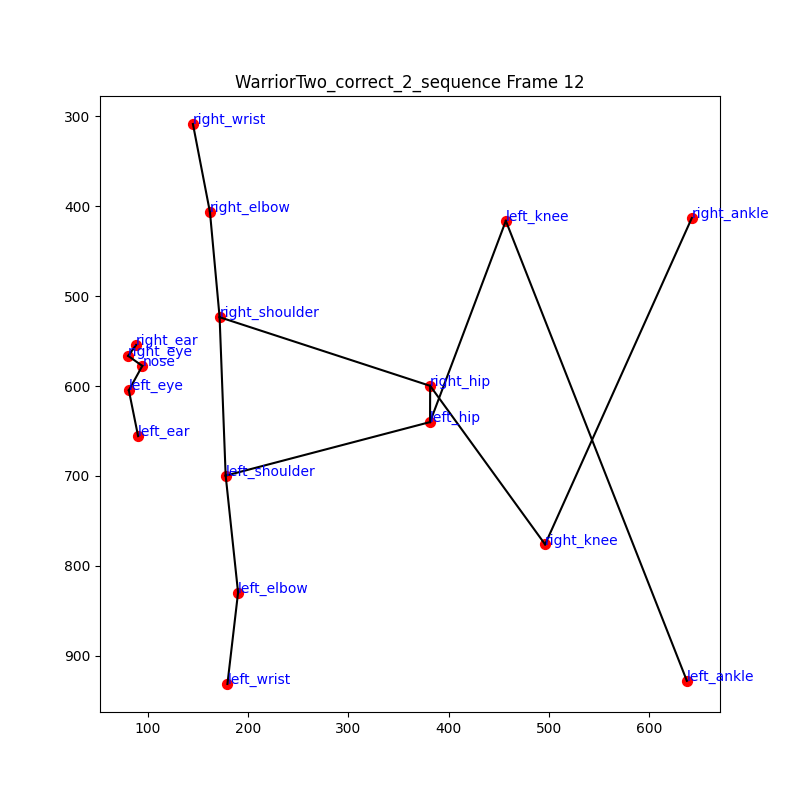 WarriorTwo_correct_2_sequence Frame 12
300
right_wrist
right_elbow
400
left_knee
right_ankle
500
right_shoulder
right_ear
right_eye
nose
600
right_hip
left_eye
left_hip
left_ear
700
left_shoulder
right_knee
800
left_elbow
900
left_wrist
left_ankle
100 200 300 400 500 600